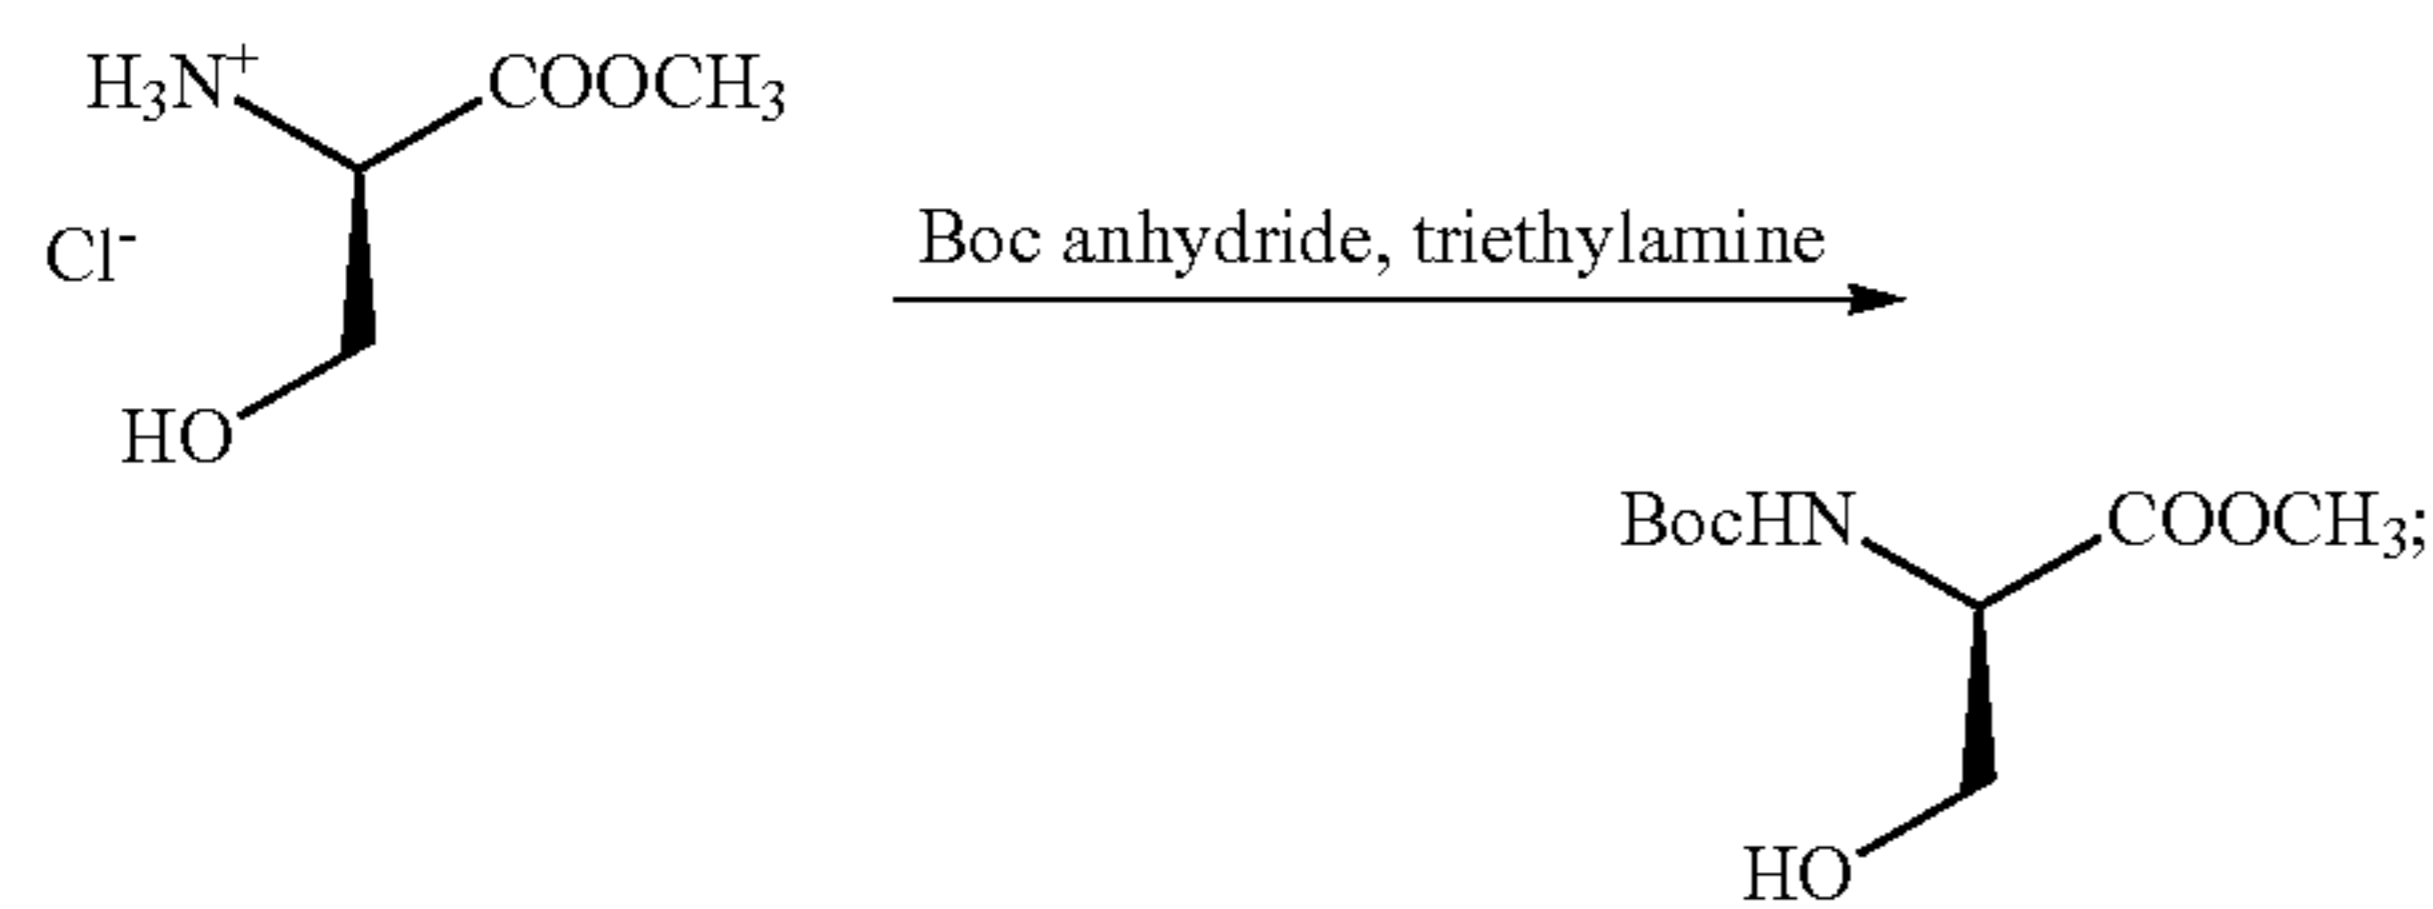 H₃N⁺ COOCH₃
Cl⁻
Boc anhydride, triethylamine
HO
BocHN COOCH₃;
HO